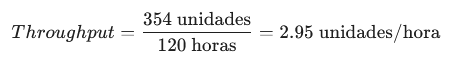 Throughput = 354 unidades / 120 horas = 2.95 unidades/hora